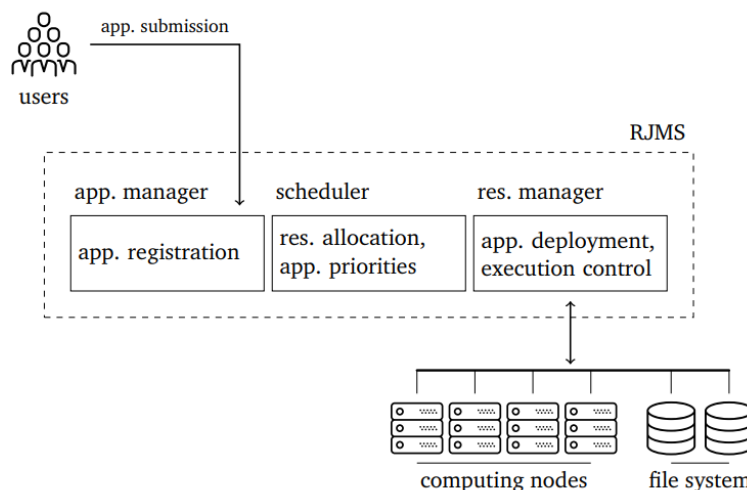 app. submission
users
RJMS
app. manager
scheduler
res. manager
app. registration
res. allocation,
app. priorities
app. deployment,
execution control
computing nodes
file system